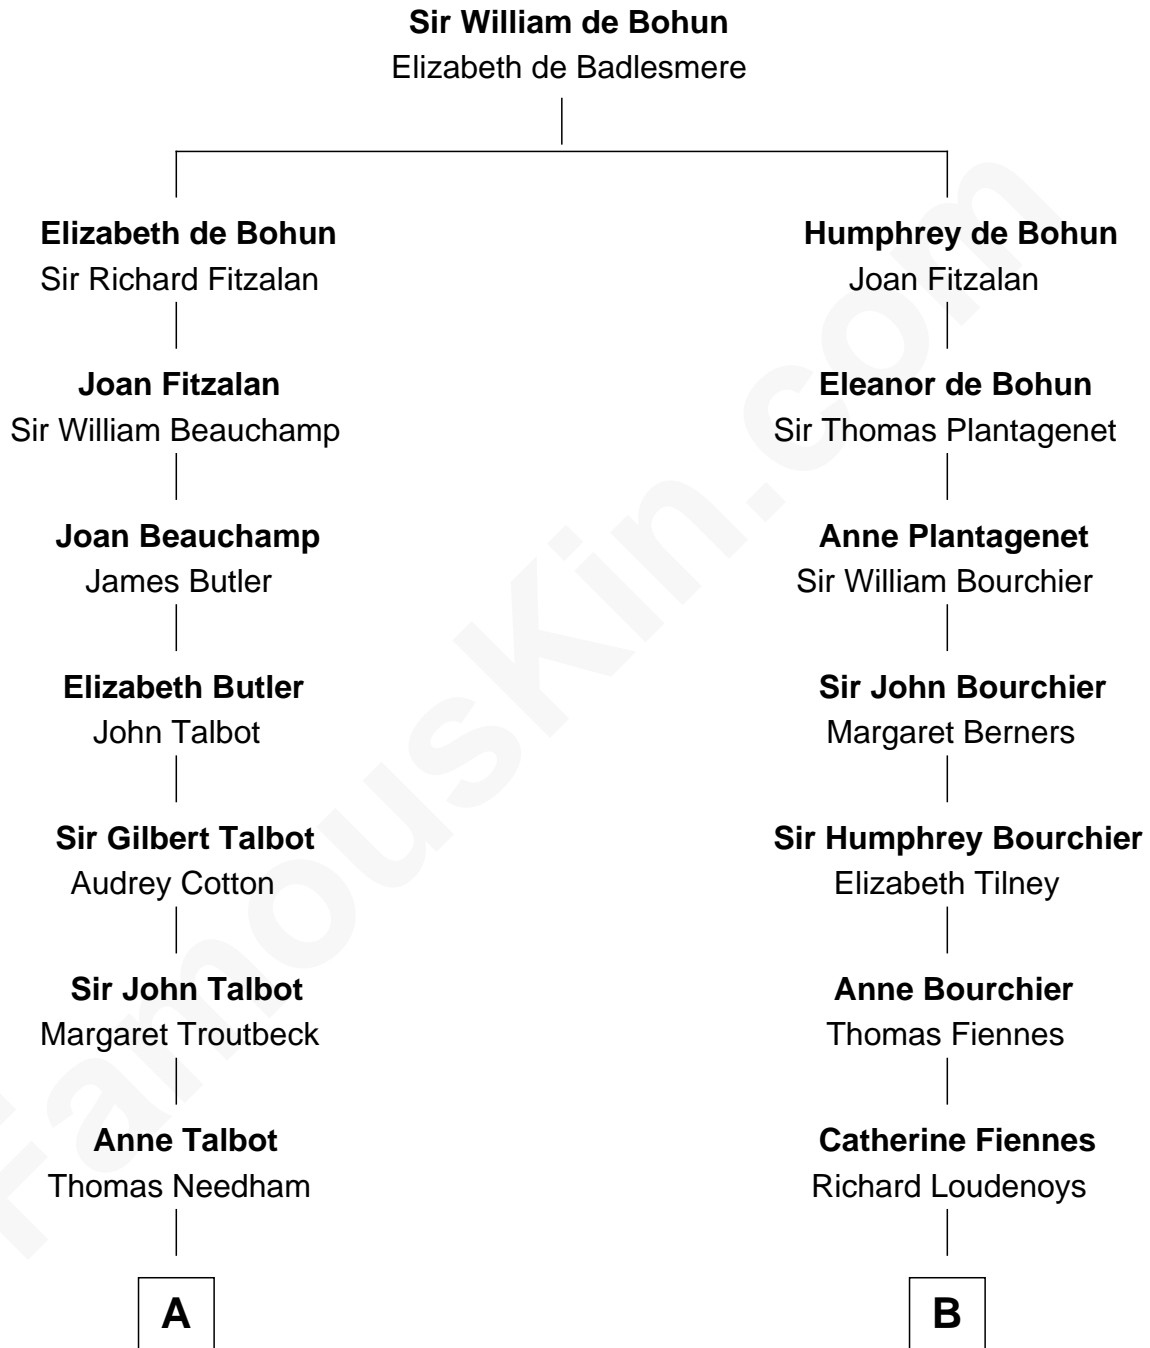 Sir William de Bohun
Elizabeth de Badlesmere
Elizabeth de Bohun
Sir Richard Fitzalan
Humphrey de Bohun
Joan Fitzalan
Joan Fitzalan
Sir William Beauchamp
Eleanor de Bohun
Sir Thomas Plantagenet
Joan Beauchamp
James Butler
Anne Plantagenet
Sir William Bourchier
Elizabeth Butler
John Talbot
Sir John Bourchier
Margaret Berners
Sir Gilbert Talbot
Audrey Cotton
Sir Humphrey Bourchier
Elizabeth Tilney
Sir John Talbot
Margaret Troutbeck
Anne Bourchier
Thomas Fiennes
Anne Talbot
Thomas Needham
Catherine Fiennes
Richard Loudenoys
A
B
FamousKin.com